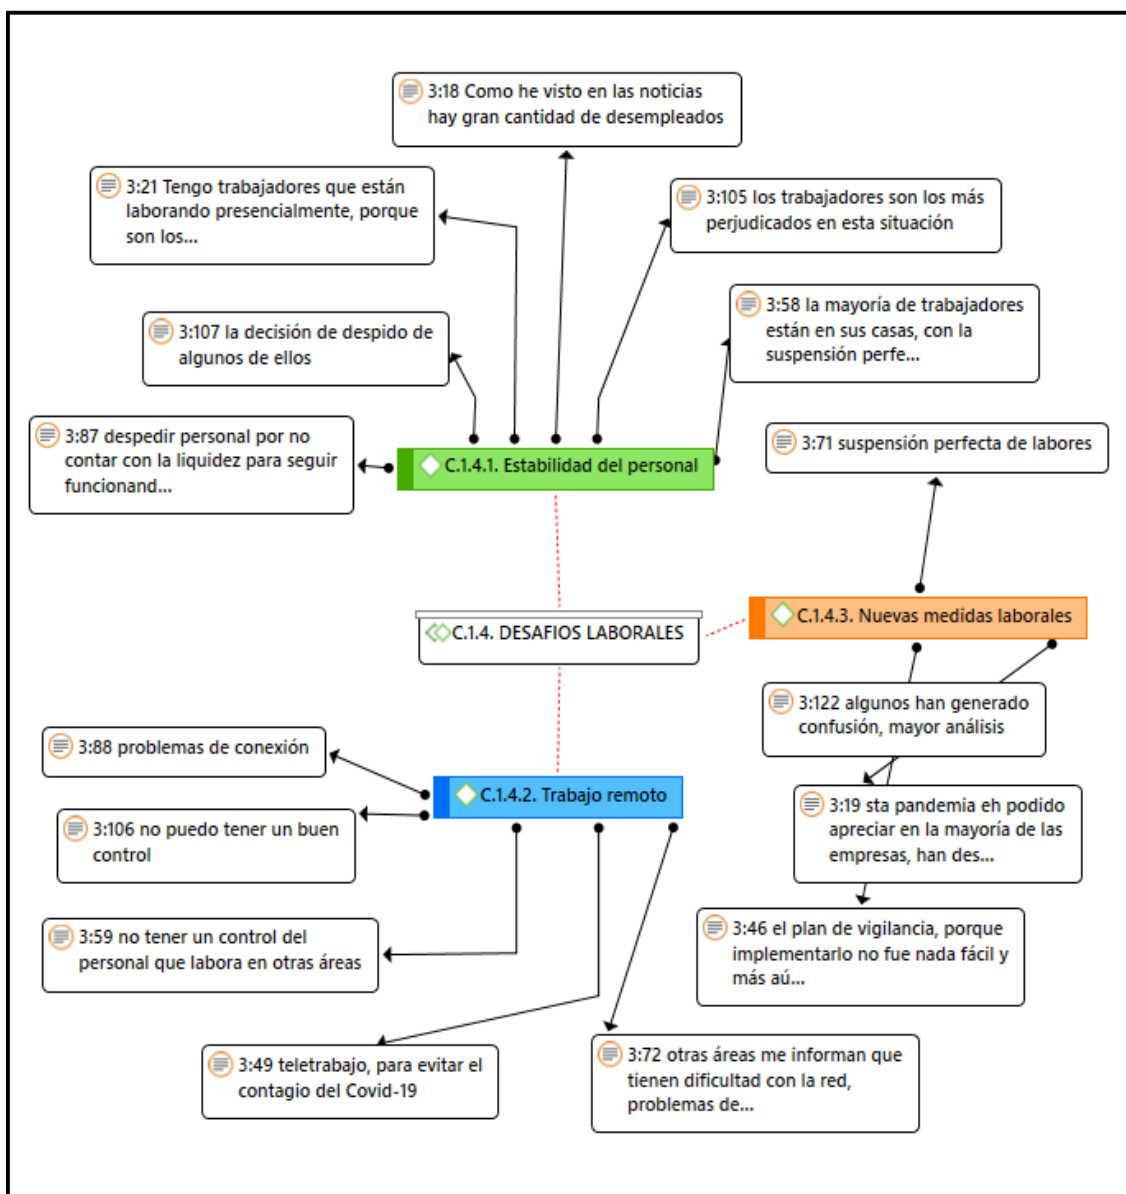 3:18 Como he visto en las noticias
hay gran cantidad de desempleados
3:21 Tengo trabajadores que están
laborando presencialmente, porque
son los...
3:105 los trabajadores son los más
perjudicados en esta situación
3:107 la decisión de despido de
algunos de ellos
3:58 la mayoría de trabajadores
están en sus casas, con la
suspensión perfe...
3:87 despedir personal por no
contar con la liquidez para seguir
funcionand...
C.1.4.1. Estabilidad del personal
3:71 suspensión perfecta de labores
C.1.4.3. Nuevas medidas laborales
C.1.4. DESAFIOS LABORALES
3:122 algunos han generado
confusión, mayor análisis
3:88 problemas de conexión
C.1.4.2. Trabajo remoto
3:19 sta pandemia eh podido
apreciar en la mayoría de las
empresas, han des...
3:106 no puedo tener un buen
control
3:59 no tener un control del
personal que labora en otras áreas
3:46 el plan de vigilancia, porque
implementarlo no fue nada fácil y
más aú...
3:49 teletrabajo, para evitar el
contagio del Covid-19
3:72 otras áreas me informan que
tienen dificultad con la red,
problemas de...